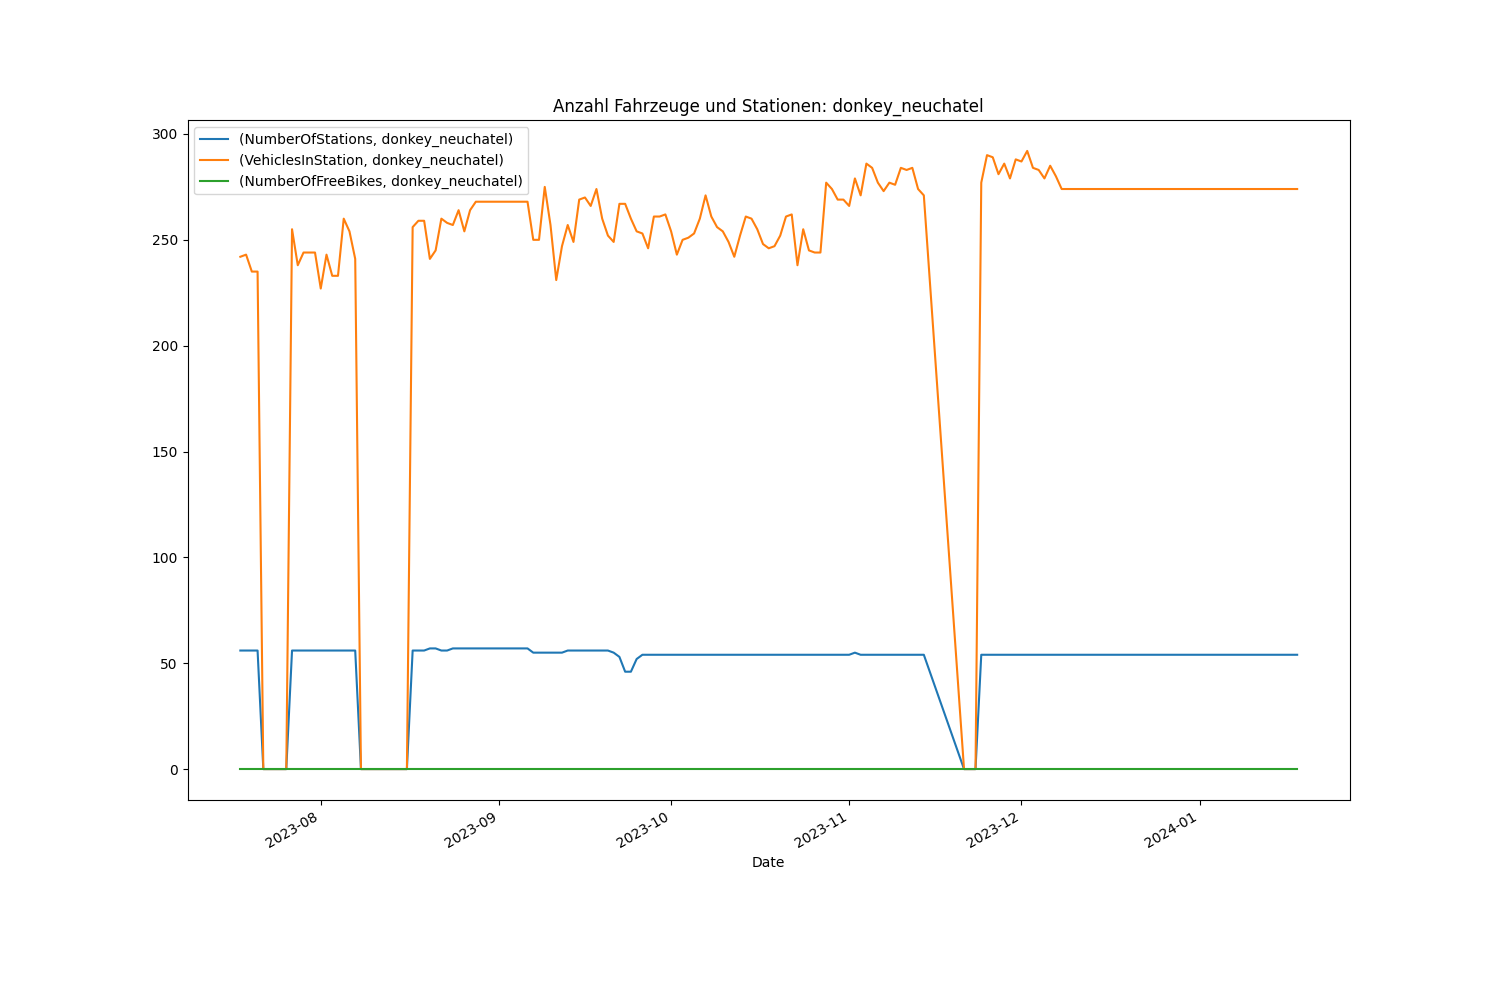 Anzahl Fahrzeuge und Stationen: donkey_neuchatel
(NumberOfStations, donkey_neuchatel)
(VehiclesInStation, donkey_neuchatel)
(NumberOfFreeBikes, donkey_neuchatel)
300
250
200
150
100
50
0
2023-08
2023-09
2023-10
2023-11
2023-12
2024-01
Date